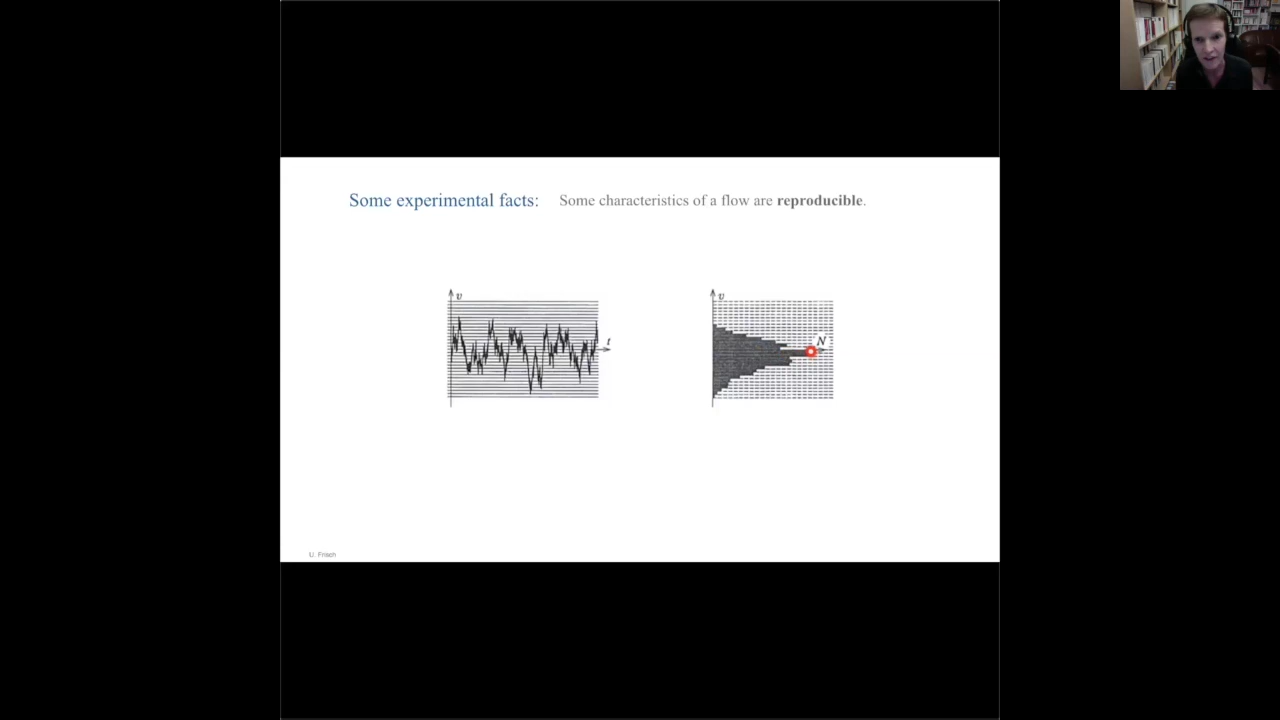 Some experimental facts: Some characteristics of a flow are reproducible.
v
t
v
N
U. Frisch